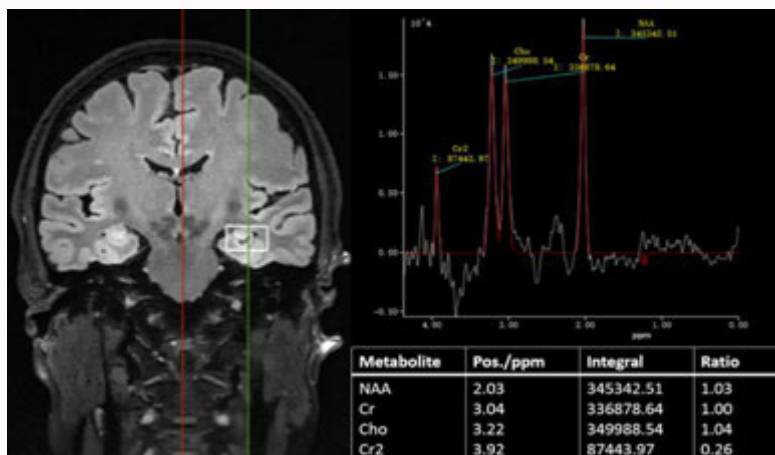 *10^4
NAA
I: 345342.51
Cho
I: 349988.54
Cr
I: 336878.64
1.50
1.00
Cr2
I: 87443.97
0.50
0.00
-0.50
4.00 3.00 2.00 1.00 0.00
ppm
Metabolite Pos./ppm Integral Ratio
NAA 2.03 345342.51 1.03
Cr 3.04 336878.64 1.00
Cho 3.22 349988.54 1.04
Cr2 3.92 87443.97 0.26